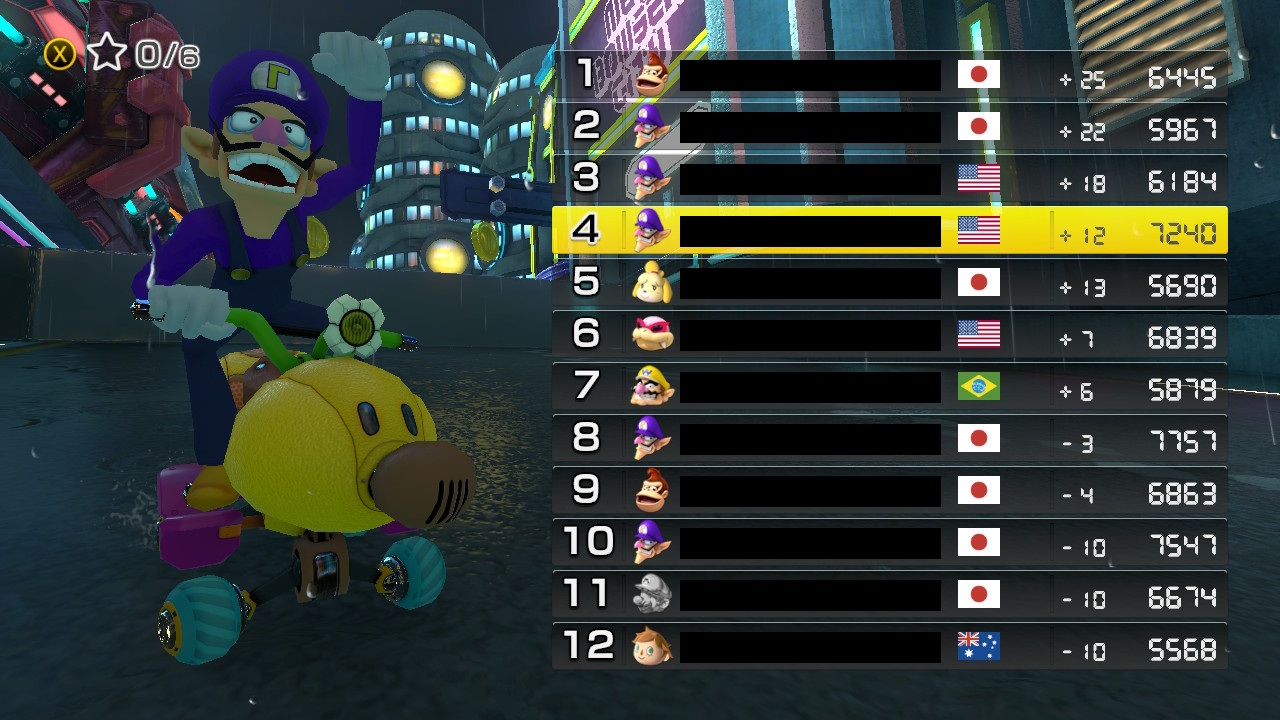 X 0/6
1 + 25 6445
2 + 22 5967
3 + 18 6184
4 + 12 7240
5 + 13 5690
6 + 7 6839
7 + 6 5879
8 - 3 7757
9 - 4 6863
10 - 10 7547
11 - 10 6674
12 - 10 5568